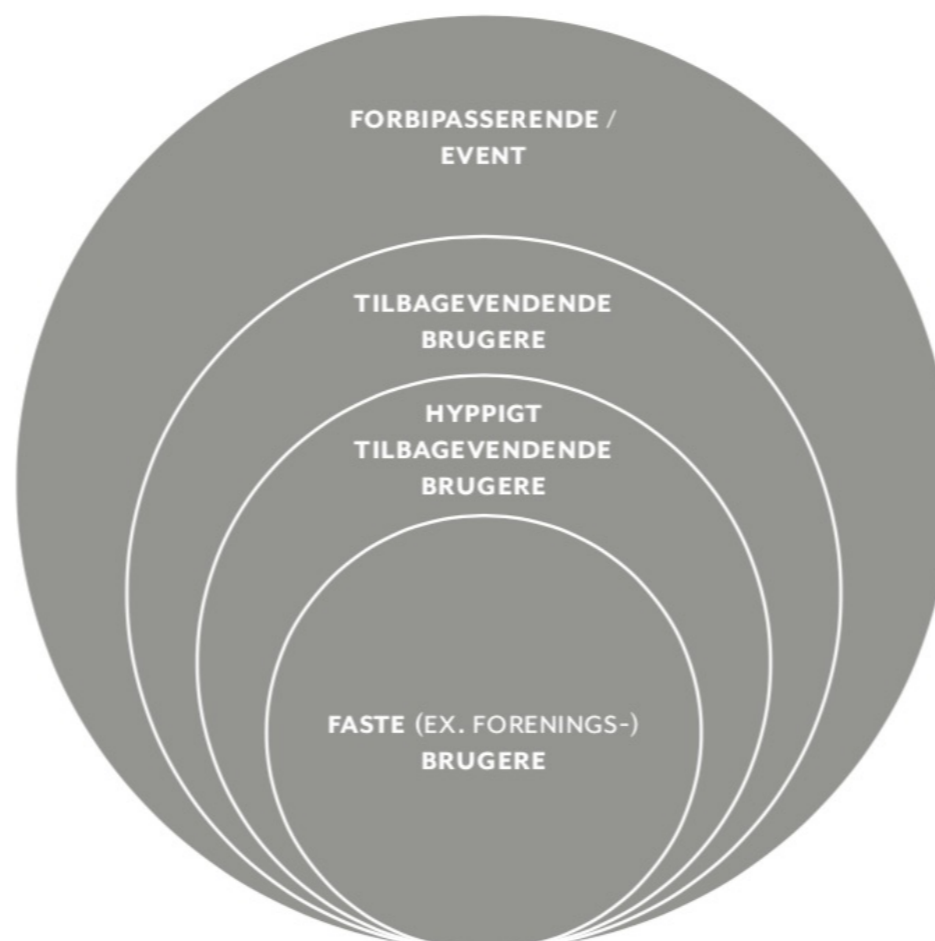 FORBIPASSERENDE /
EVENT
TILBAGEVENDENDE
BRUGERE
HYPPIGT
TILBAGEVENDENDE
BRUGERE
FASTE (EX. FORENINGS-)
BRUGERE